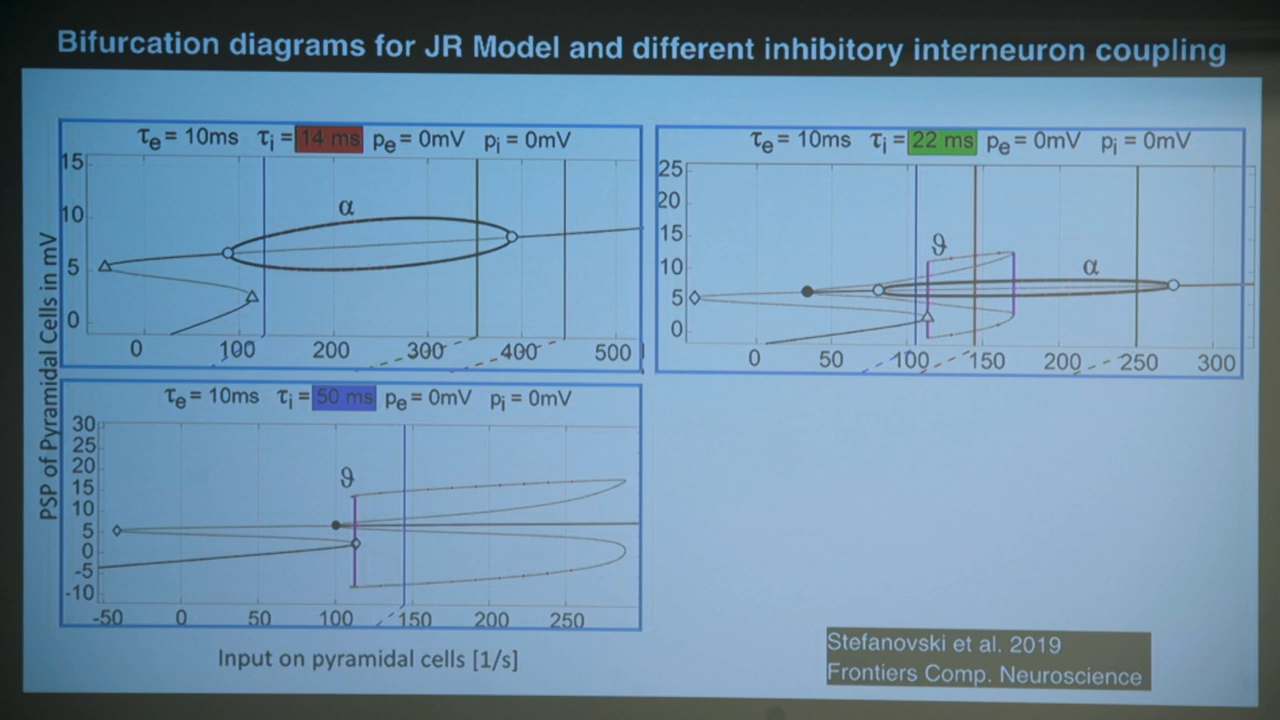 Bifurcation diagrams for JR Model and different inhibitory interneuron coupling
τe = 10ms τi = 14 ms pe = 0mV pi = 0mV
15
10
5
0
α
0 100 200 300 400 500
τe = 10ms τi = 22 ms pe = 0mV pi = 0mV
25
20
15
10
5
0
ϑ
α
0 50 100 150 200 250 300
PSP of Pyramidal Cells in mV
τe = 10ms τi = 50 ms pe = 0mV pi = 0mV
30
25
20
15
10
5
0
-5
-10
ϑ
-50 0 50 100 150 200 250
Input on pyramidal cells [1/s]
Stefanovski et al. 2019
Frontiers Comp. Neuroscience